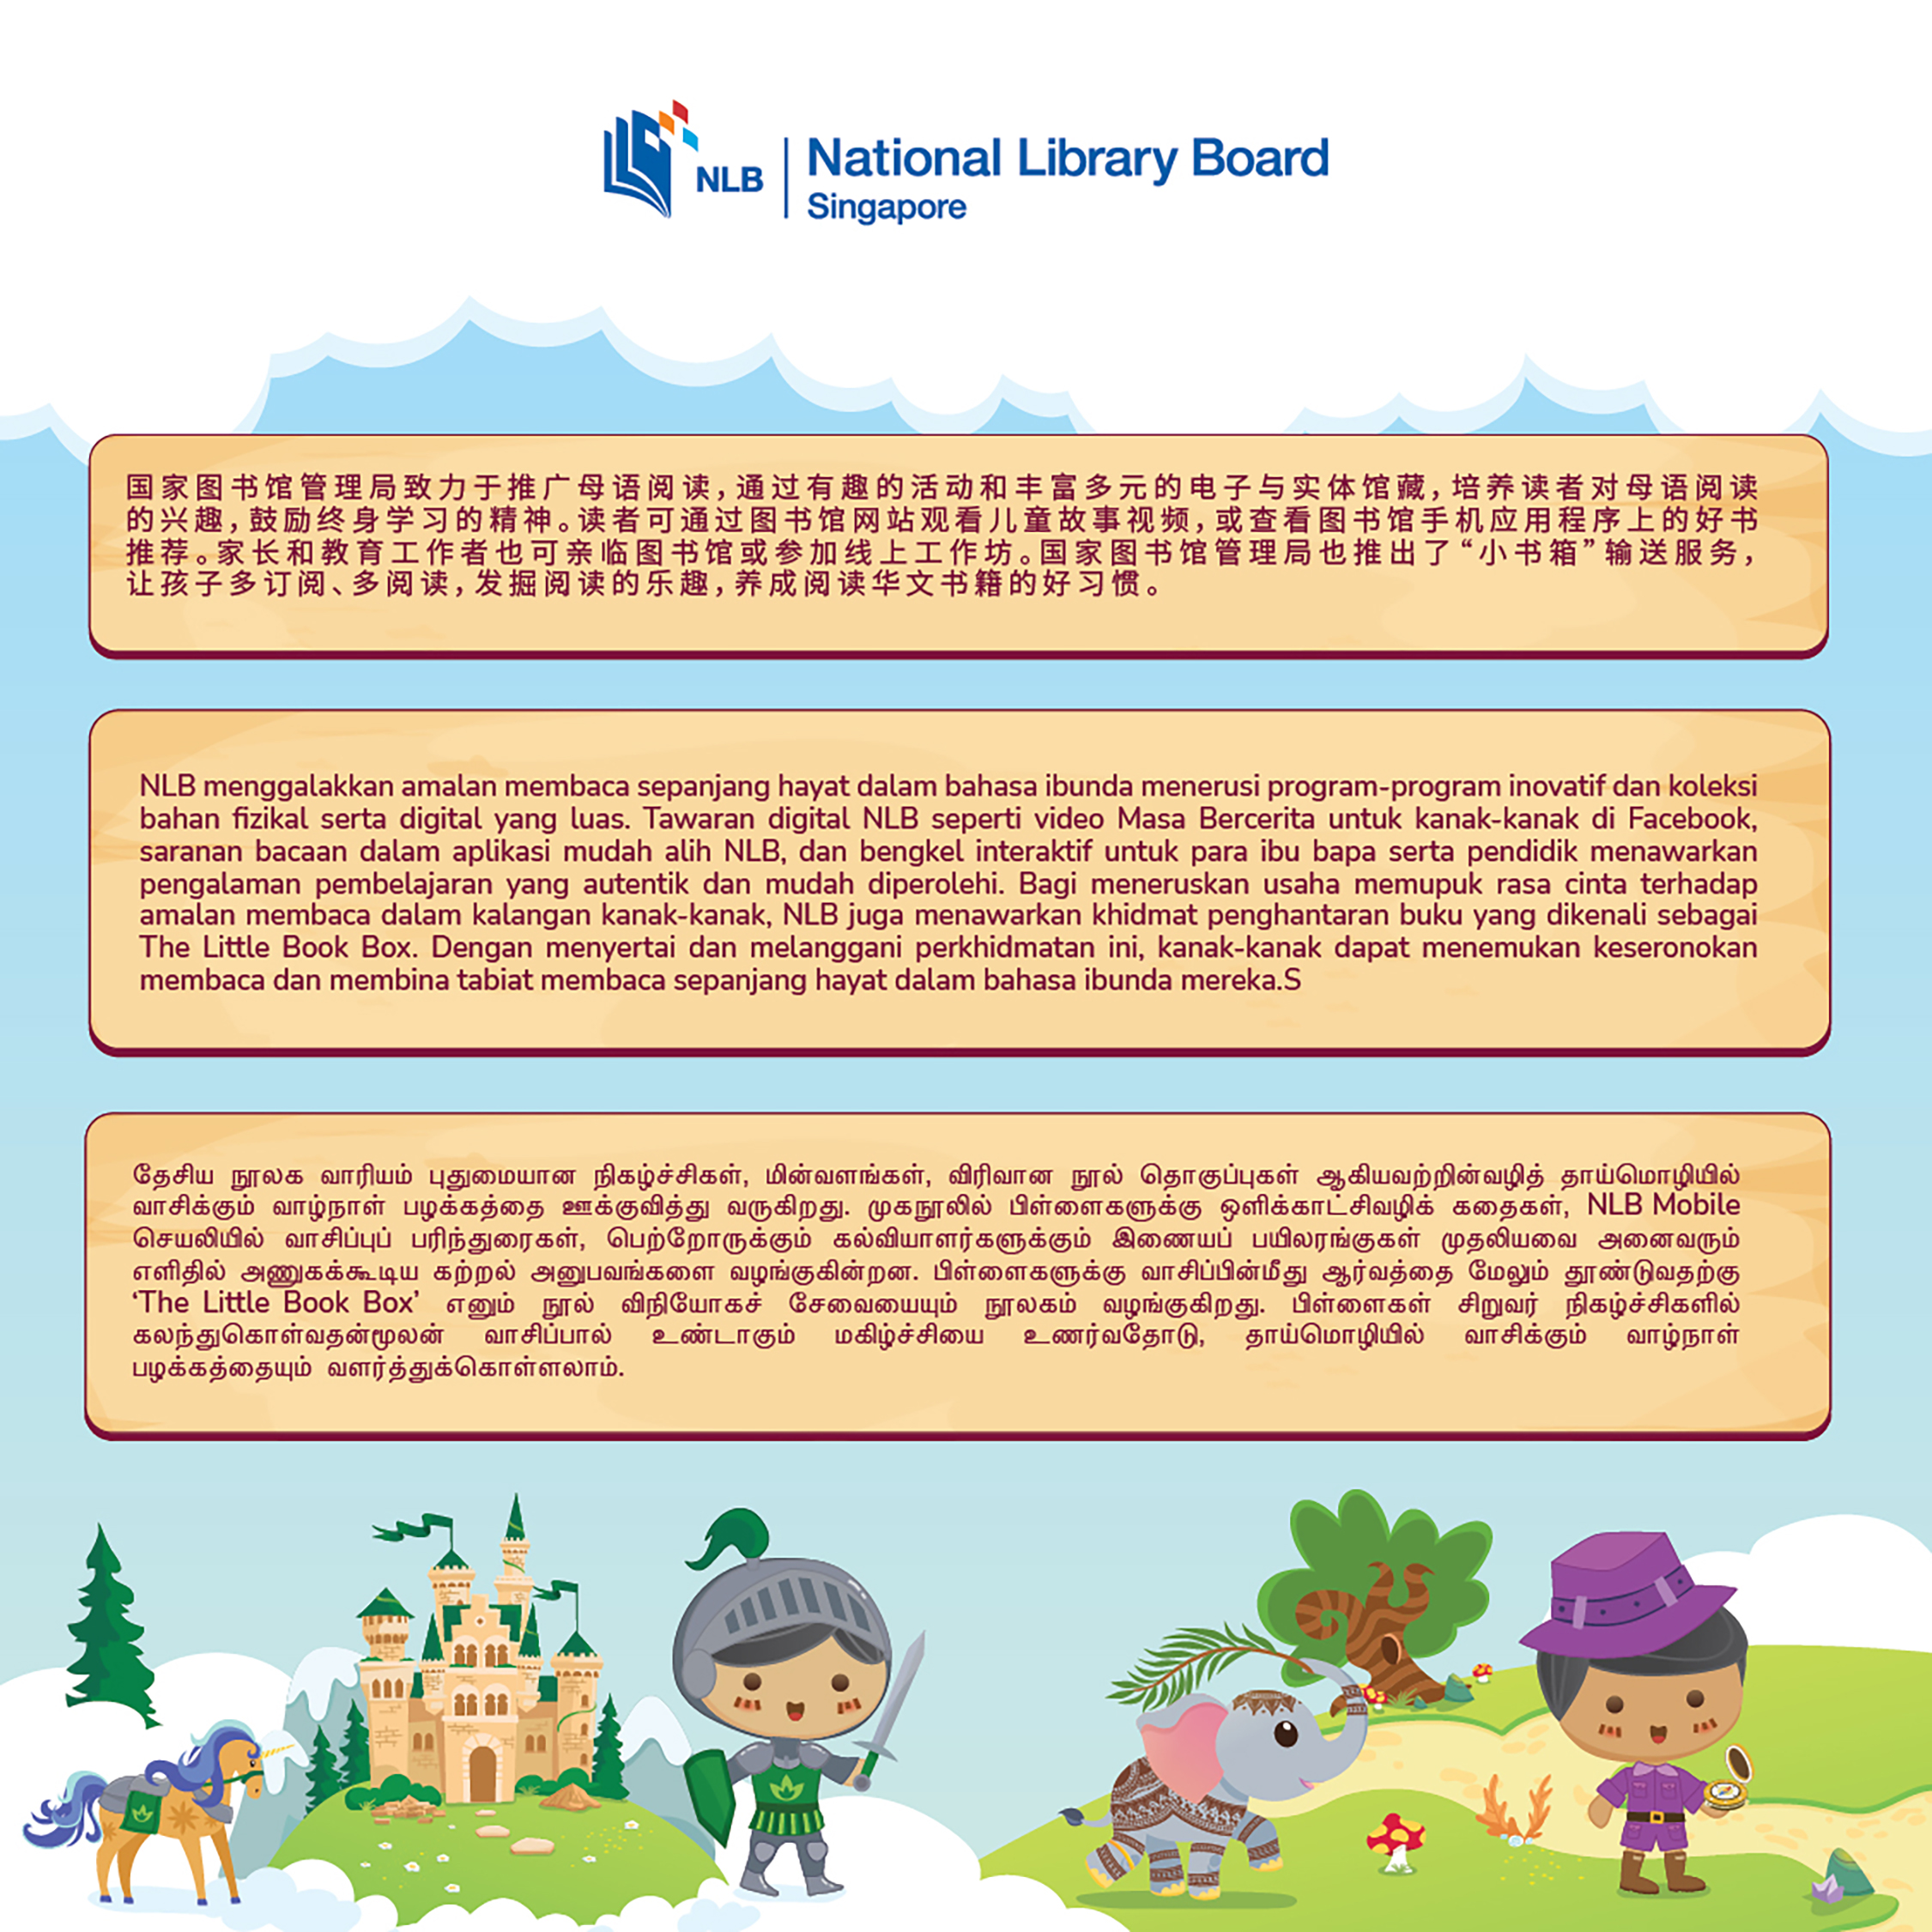 NLB
National Library Board
Singapore
国家图书馆管理局致力于推广母语阅读，通过有趣的活动和丰富多元的电子与实体馆藏，培养读者对母语阅读
的兴趣，鼓励终身学习的精神。读者可通过图书馆网站观看儿童故事视频，或查看图书馆手机应用程序上的好书
推荐。家长和教育工作者也可亲临图书馆或参加线上工作坊。国家图书馆管理局也推出了“小书箱”输送服务，
让孩子多订阅、多阅读，发掘阅读的乐趣，养成阅读华文书籍的好习惯。
NLB menggalakkan amalan membaca sepanjang hayat dalam bahasa ibunda menerusi program-program inovatif dan koleksi
bahan fizikal serta digital yang luas. Tawaran digital NLB seperti video Masa Bercerita untuk kanak-kanak di Facebook,
saranan bacaan dalam aplikasi mudah alih NLB, dan bengkel interaktif untuk para ibu bapa serta pendidik menawarkan
pengalaman pembelajaran yang autentik dan mudah diperolehi. Bagi meneruskan usaha memupuk rasa cinta terhadap
amalan membaca dalam kalangan kanak-kanak, NLB juga menawarkan khidmat penghantaran buku yang dikenali sebagai
The Little Book Box. Dengan menyertai dan melanggani perkhidmatan ini, kanak-kanak dapat menemukan keseronokan
membaca dan membina tabiat membaca sepanjang hayat dalam bahasa ibunda mereka.S
தேசிய நூலக வாரியம் புதுமையான நிகழ்ச்சிகள், மின்வளங்கள், விரிவான நூல் தொகுப்புகள் ஆகியவற்றின்வழித் தாய்மொழியில்
வாசிக்கும் வாழ்நாள் பழக்கத்தை ஊக்குவித்து வருகிறது. முகநூலில் பிள்ளைகளுக்கு ஒளிக்காட்சிவழிக் கதைகள், NLB Mobile
செயலியில் வாசிப்புப் பரிந்துரைகள், பெற்றோருக்கும் கல்வியாளர்களுக்கும் இணையப் பயிலரங்குகள் முதலியவை அனைவரும்
எளிதில் அணுகக்கூடிய கற்றல் அனுபவங்களை வழங்குகின்றன. பிள்ளைகளுக்கு வாசிப்பின்மீது ஆர்வத்தை மேலும் தூண்டுவதற்கு
‘The Little Book Box’ எனும் நூல் விநியோகச் சேவையையும் நூலகம் வழங்குகிறது. பிள்ளைகள் சிறுவர் நிகழ்ச்சிகளில்
கலந்துகொள்வதன்மூலன் வாசிப்பால் உண்டாகும் மகிழ்ச்சியை உணர்வதோடு, தாய்மொழியில் வாசிக்கும் வாழ்நாள்
பழக்கத்தையும் வளர்த்துக்கொள்ளலாம்.